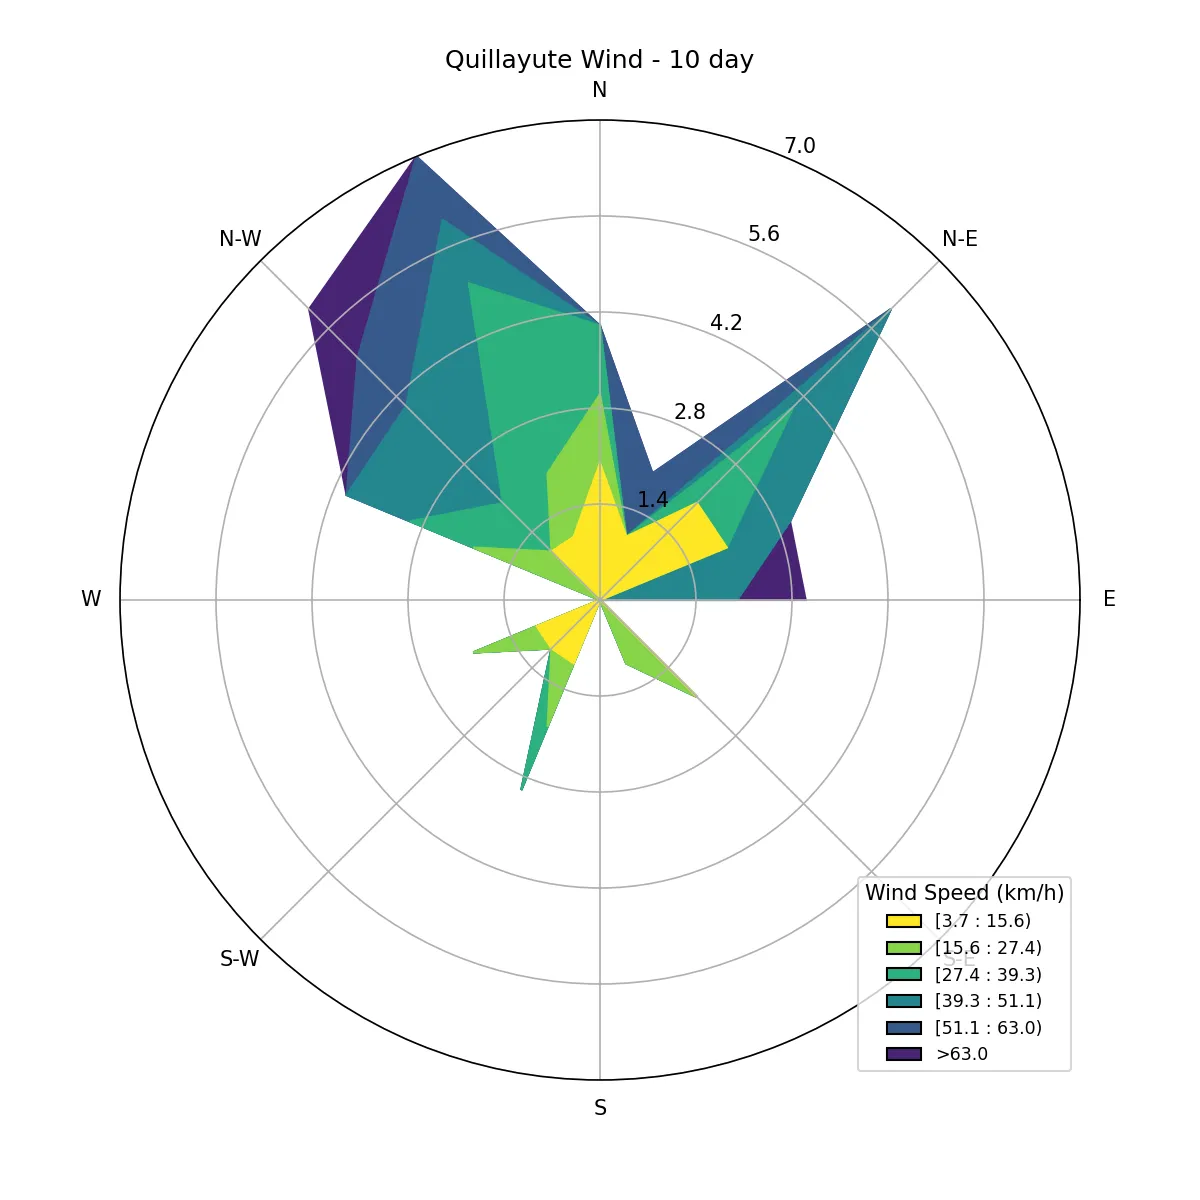 Quillayute Wind - 10 day
N
7.0
N-W
5.6
N-E
4.2
2.8
1.4
W
E
Wind Speed (km/h)
[3.7 : 15.6)
[15.6 : 27.4)
S-W
S-E
[27.4 : 39.3)
[39.3 : 51.1)
[51.1 : 63.0)
>63.0
S